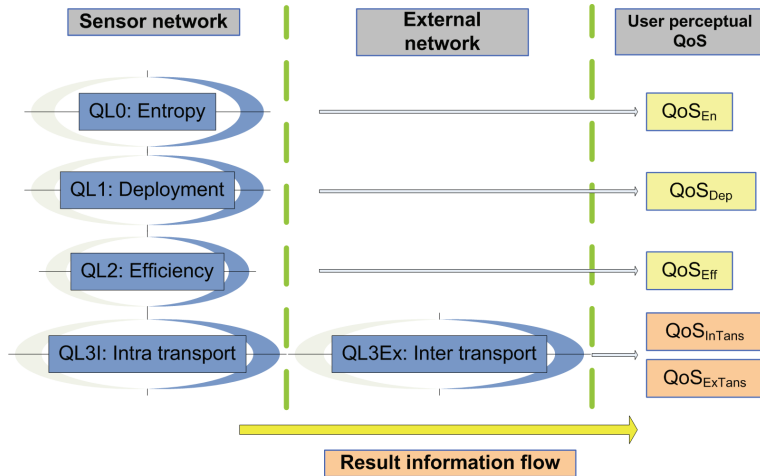 Sensor network
External
network
User perceptual
QoS
QL0: Entropy
QoSEn
QL1: Deployment
QoSDep
QL2: Efficiency
QoSEff
QL3I: Intra transport
QL3Ex: Inter transport
QoSInTans
QoSExTans
Result information flow